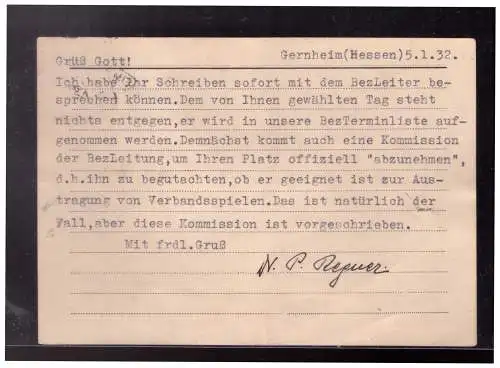 Gernheim(Hessen)5.1.32.
Grüß Gott!
Ich habe Ihr Schreiben sofort mit dem BezLeiter be-
sprechen können.Dem von Ihnen gewählten Tag steht
nichts entgegen,er wird in unsere BezTerminliste auf-
genommen werden.Demnächst kommt auch eine Kommission
der BezLeitung,um Ihren Platz offiziell "abzunehmen",
d.h.ihn zu begutachten,ob er geeignet ist zur Aus-
tragung von Verbandsspielen.Das ist natürlich der
Fall,aber diese Kommission ist vorgeschrieben.
Mit frdl.Gruß
N. P. Regner.